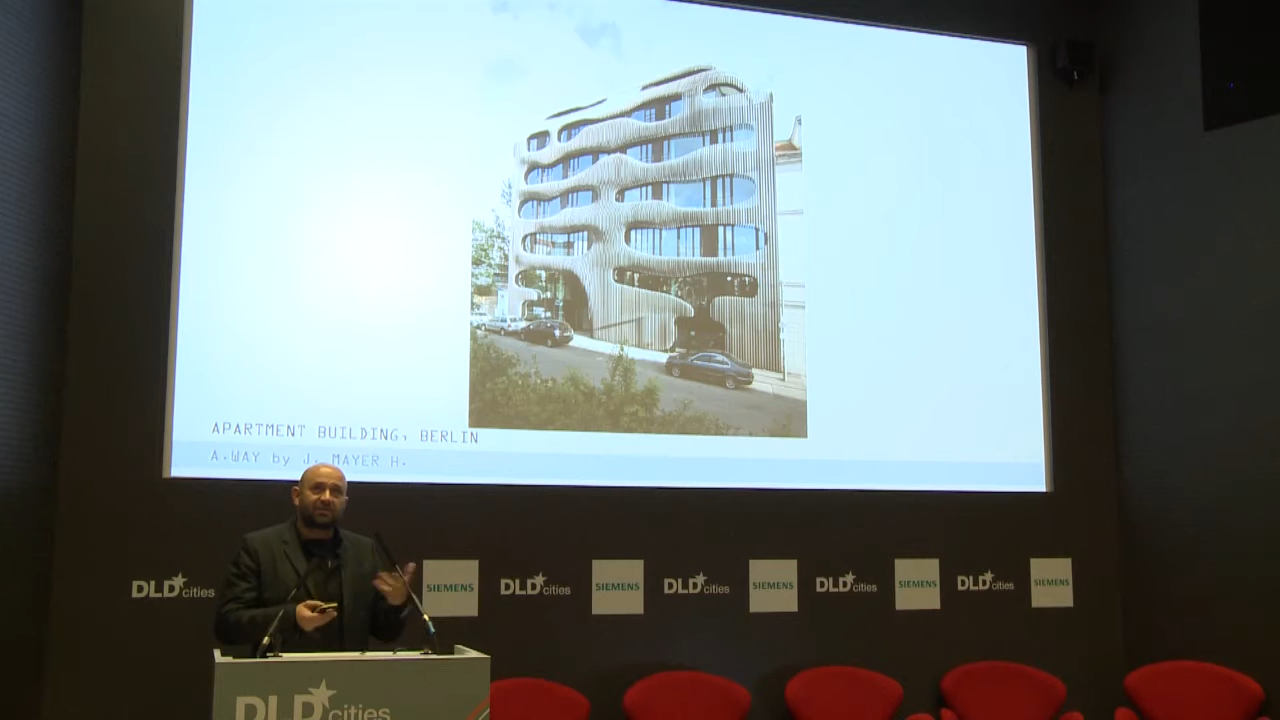 APARTMENT BUILDING, BERLIN
A.WAY by J. MAYER H.
DLD cities
SIEMENS
DLD cities
SIEMENS
DLD cities
SIEMENS
DLD cities
SIEMENS
DLD cities
SIEMENS
DLD cities